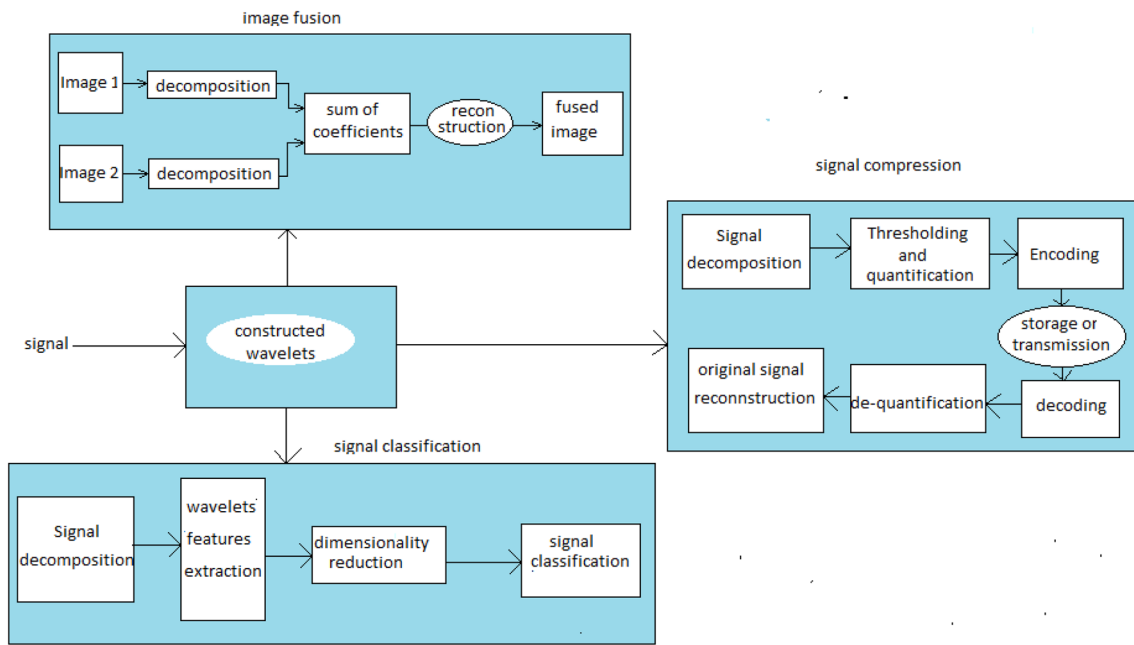 image fusion
Image 1
decomposition
sum of
coefficients
recon
struction
fused
image
Image 2
decomposition
signal compression
Signal
decomposition
Thresholding
and
quantification
Encoding
storage or
transmission
original signal
reconnstruction
de-quantification
decoding
signal
constructed
wavelets
signal classification
Signal
decomposition
wavelets
features
extraction
dimensionality
reduction
signal
classification